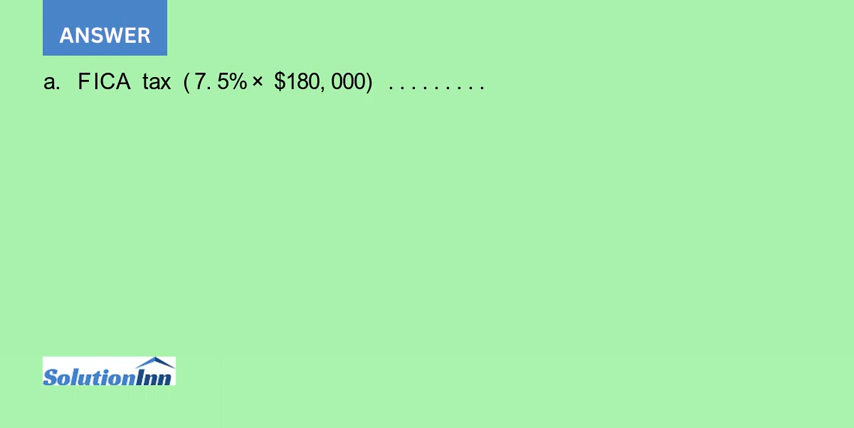 ANSWER
a. FICA tax (7.5% × $180,000) .........
SolutionInn